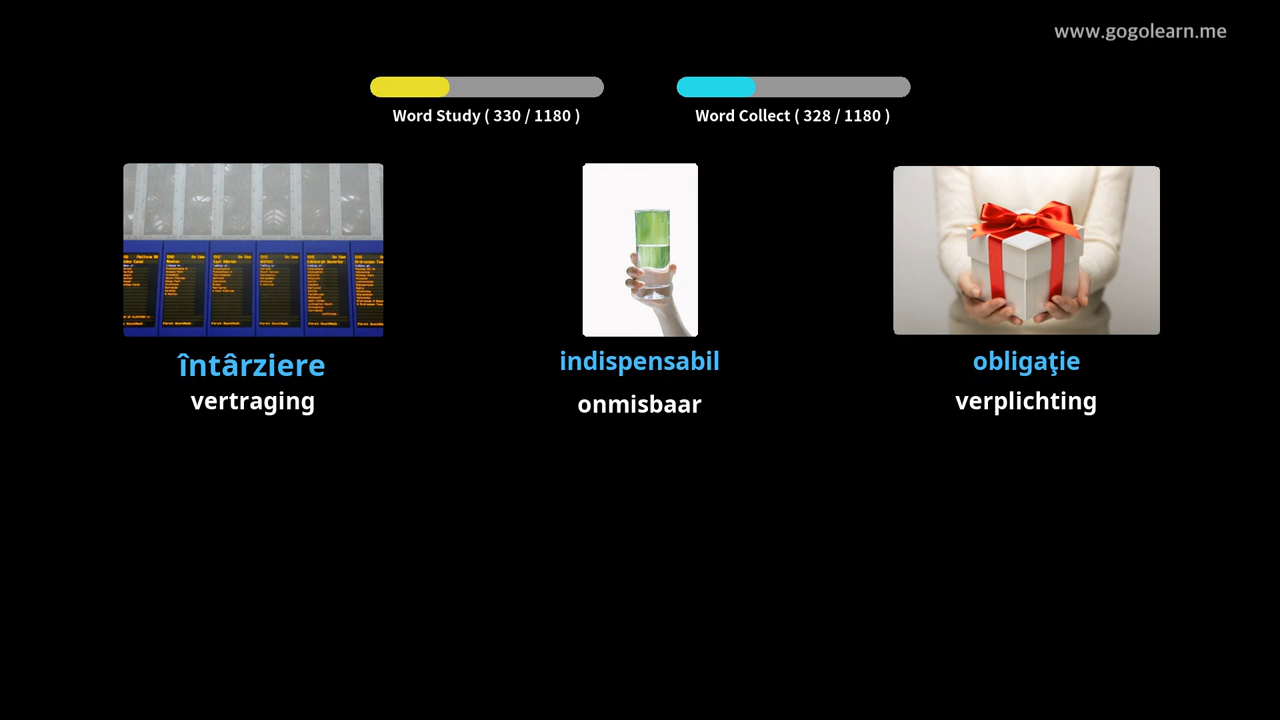 www.gogolearn.me
Word Study ( 330 / 1180 )
Word Collect ( 328 / 1180 )
întârziere
vertraging
indispensabil
onmisbaar
obligaţie
verplichting